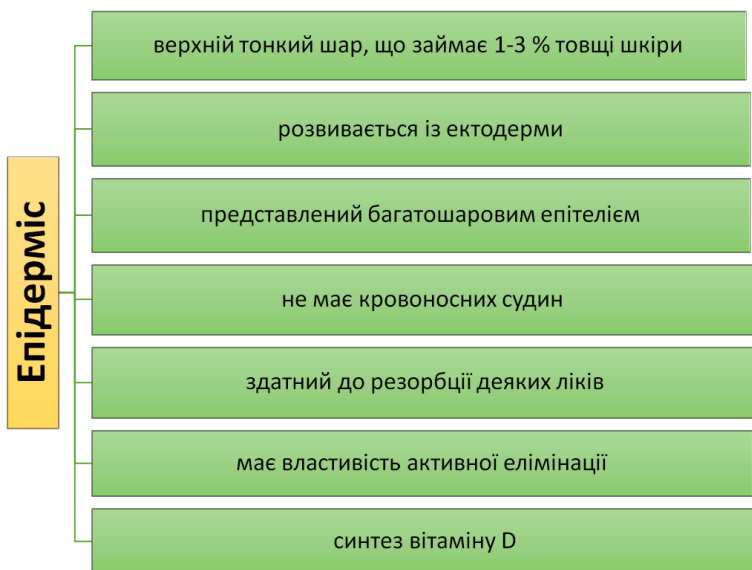 Епідерміс
верхній тонкий шар, що займає 1-3 % товщі шкіри
розвивається із ектодерми
представлений багатошаровим епітелієм
не має кровоносних судин
здатний до резорбції деяких ліків
має властивість активної елімінації
синтез вітаміну D